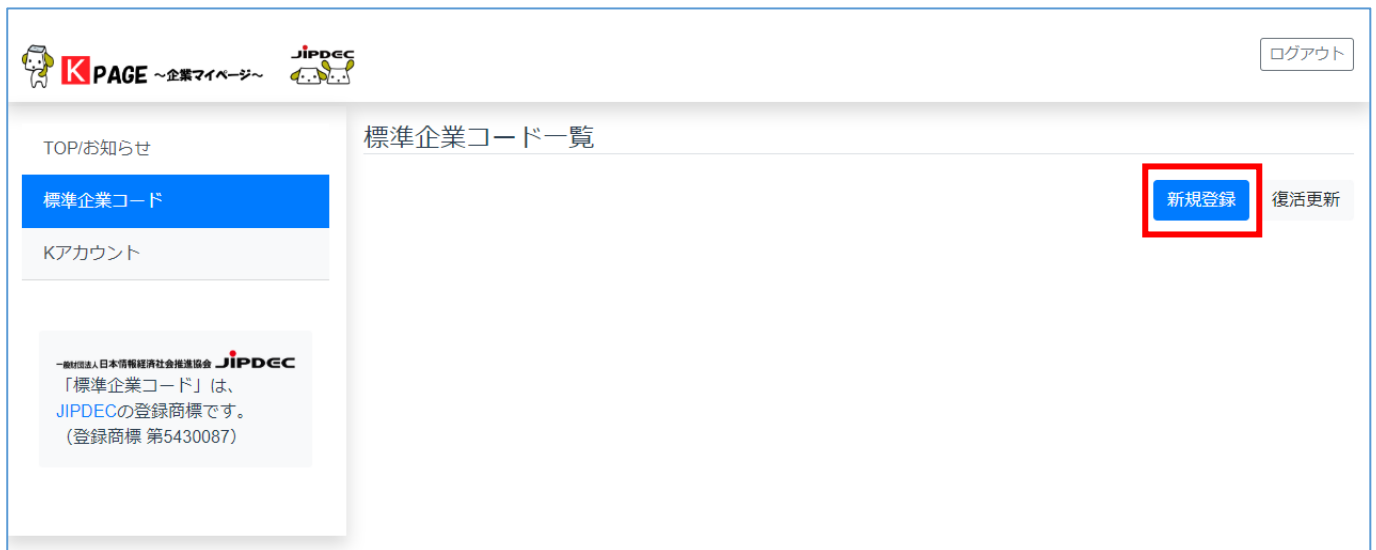 K PAGE ~企業マイページ~
JIPDEC
ログアウト
TOP/お知らせ
標準企業コード
Kアカウント
標準企業コード一覧
新規登録
復活更新
一般財団法人日本情報経済社会推進協会 JIPDEC
「標準企業コード」は、
JIPDECの登録商標です。
（登録商標 第5430087）